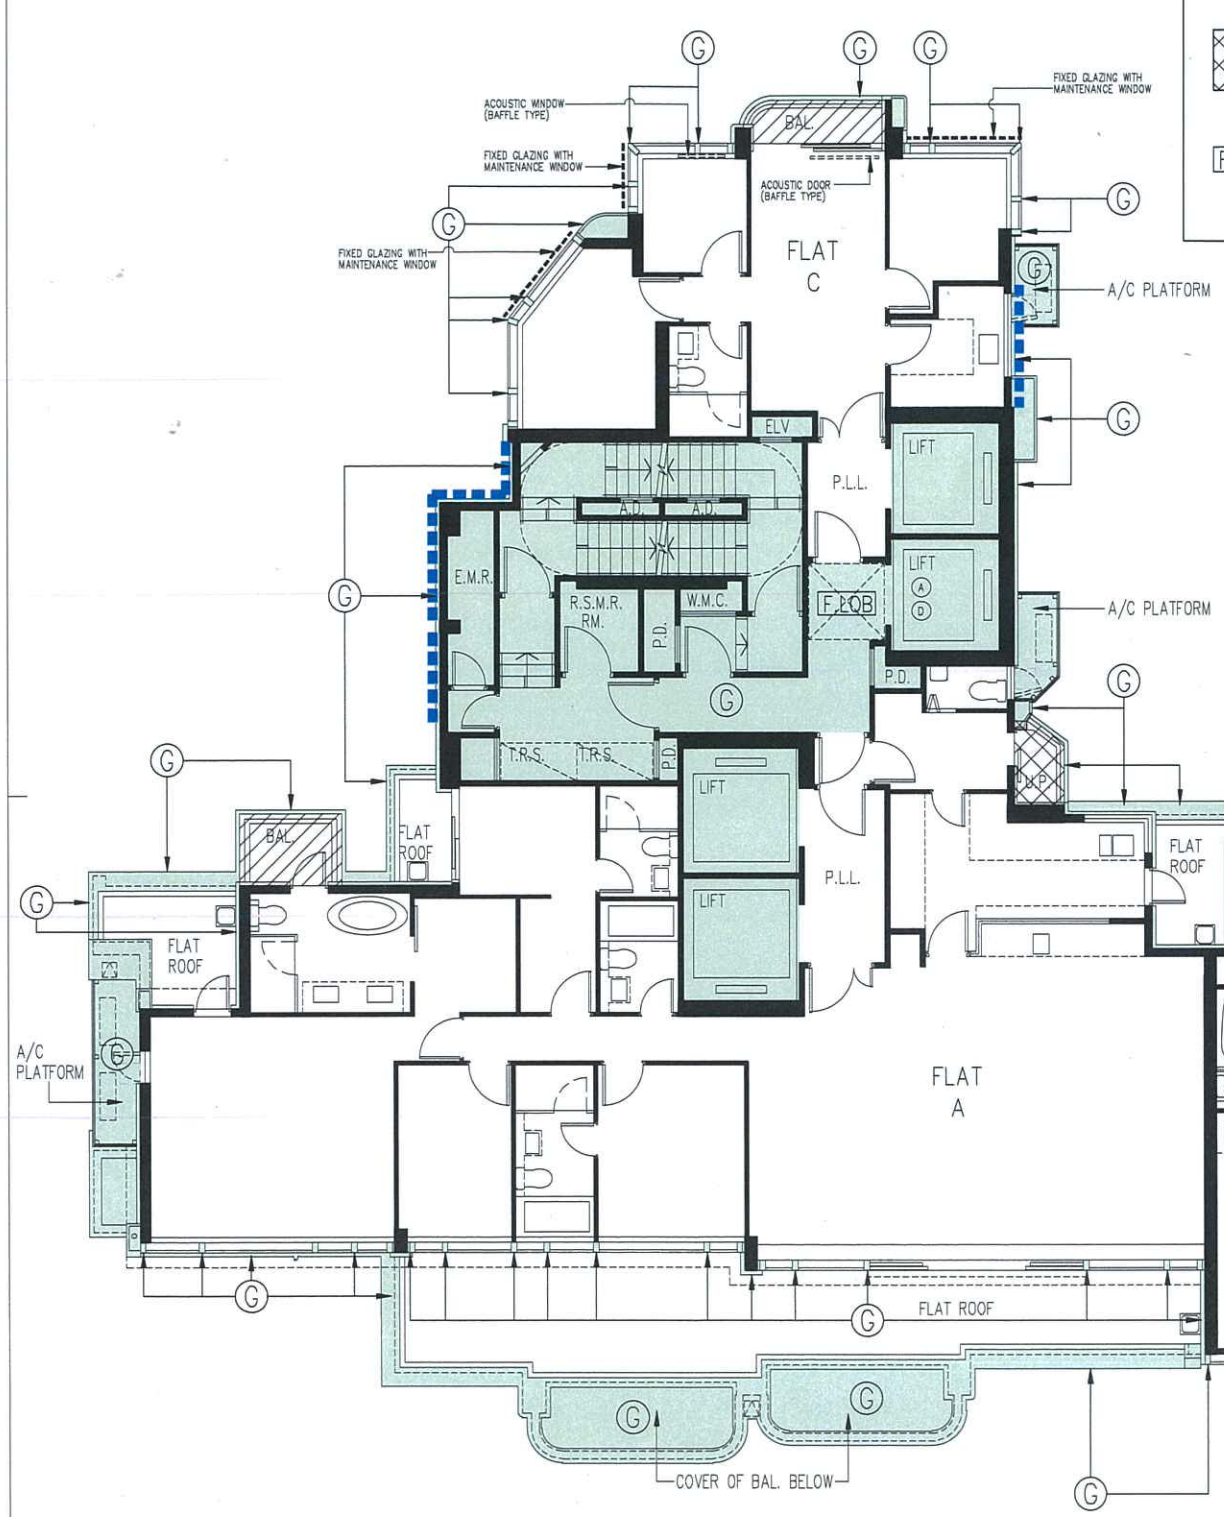 G
G
G
FIXED GLAZING WITH
MAINTENANCE WINDOW
ACOUSTIC WINDOW
(BAFFLE TYPE)
BAL.
FIXED GLAZING WITH
MAINTENANCE WINDOW
ACOUSTIC DOOR
(BAFFLE TYPE)
G
G
FIXED GLAZING WITH
MAINTENANCE WINDOW
FLAT
C
G
A/C PLATFORM
G
ELV
LIFT
P.L.L.
A.D.
A.D.
LIFT
A
D
E.M.R.
R.S.M.R.
RM.
P.D.
W.M.C.
F.LOB
G
A/C PLATFORM
P.D.
G
G
T.R.S.
T.R.S.
P.D.
G
U.P.
LIFT
BAL.
FLAT
ROOF
FLAT
ROOF
P.L.L.
G
LIFT
FLAT
ROOF
A/C
PLATFORM
G
FLAT
A
G
G
FLAT ROOF
G
G
COVER OF BAL. BELOW
G